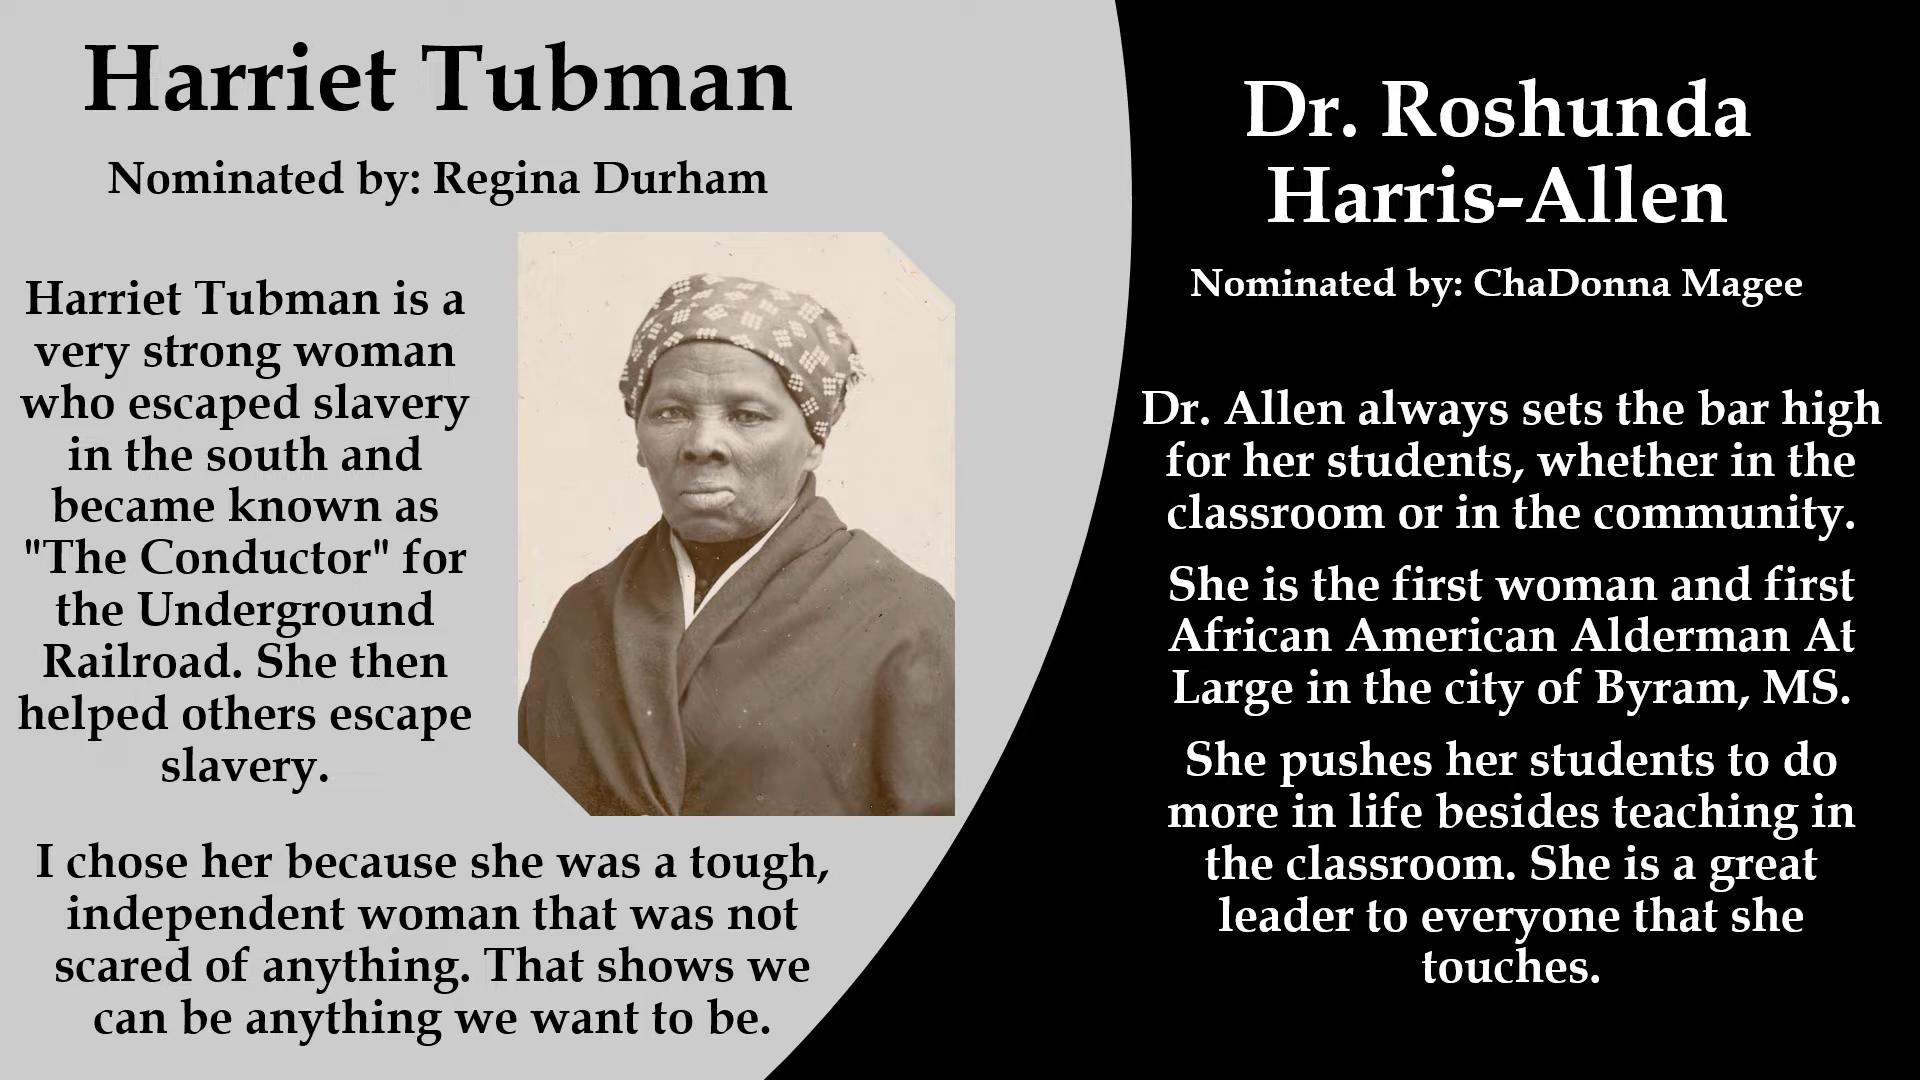 Harriet Tubman
Nominated by: Regina Durham
Harriet Tubman is a
very strong woman
who escaped slavery
in the south and
became known as
"The Conductor" for
the Underground
Railroad. She then
helped others escape
slavery.
I chose her because she was a tough,
independent woman that was not
scared of anything. That shows we
can be anything we want to be.
Dr. Roshunda
Harris-Allen
Nominated by: ChaDonna Magee
Dr. Allen always sets the bar high
for her students, whether in the
classroom or in the community.
She is the first woman and first
African American Alderman At
Large in the city of Byram, MS.
She pushes her students to do
more in life besides teaching in
the classroom. She is a great
leader to everyone that she
touches.